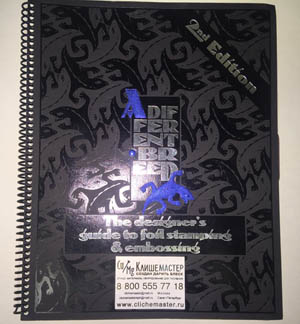 2nd Edition
A DIF
FER
ENT
BR
EED
The designer's
guide to foil stamping
& embossing
КЛИШЕМАСТЕР
8 800 555 77 18
www.clichemaster.ru